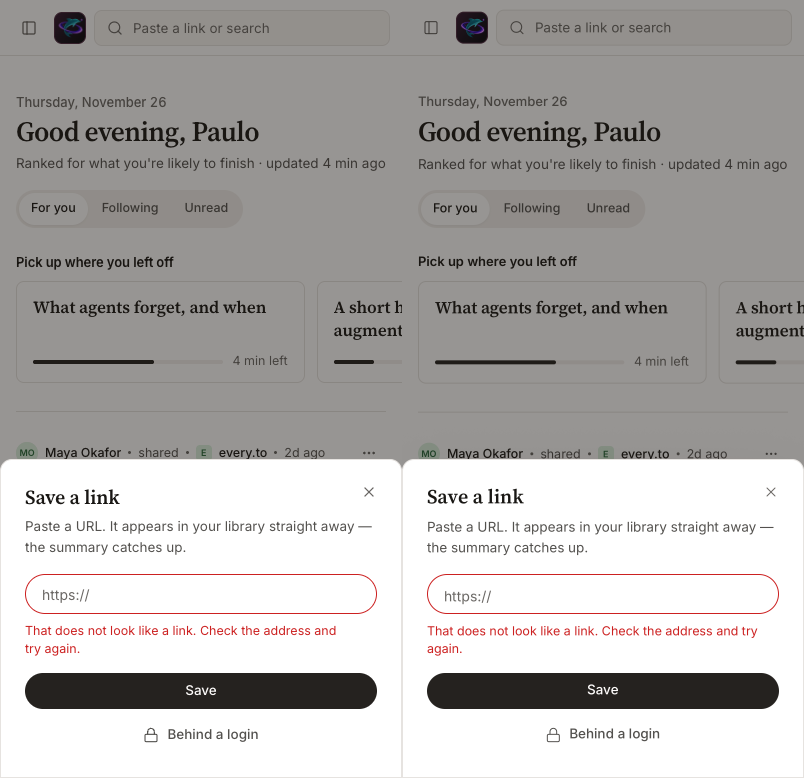 Paste a link or search
Thursday, November 26
Good evening, Paulo
Ranked for what you're likely to finish · updated 4 min ago
For you
Following
Unread
Pick up where you left off
What agents forget, and when
4 min left
A short h
augment
MO Maya Okafor • shared • E every.to • 2d ago
Save a link
Paste a URL. It appears in your library straight away —
the summary catches up.
https://
That does not look like a link. Check the address and
try again.
Save
Behind a login
Paste a link or search
Thursday, November 26
Good evening, Paulo
Ranked for what you're likely to finish · updated 4 min ago
For you
Following
Unread
Pick up where you left off
What agents forget, and when
4 min left
A short h
augment
MO Maya Okafor • shared • E every.to • 2d ago
Save a link
Paste a URL. It appears in your library straight away —
the summary catches up.
https://
That does not look like a link. Check the address and try
again.
Save
Behind a login